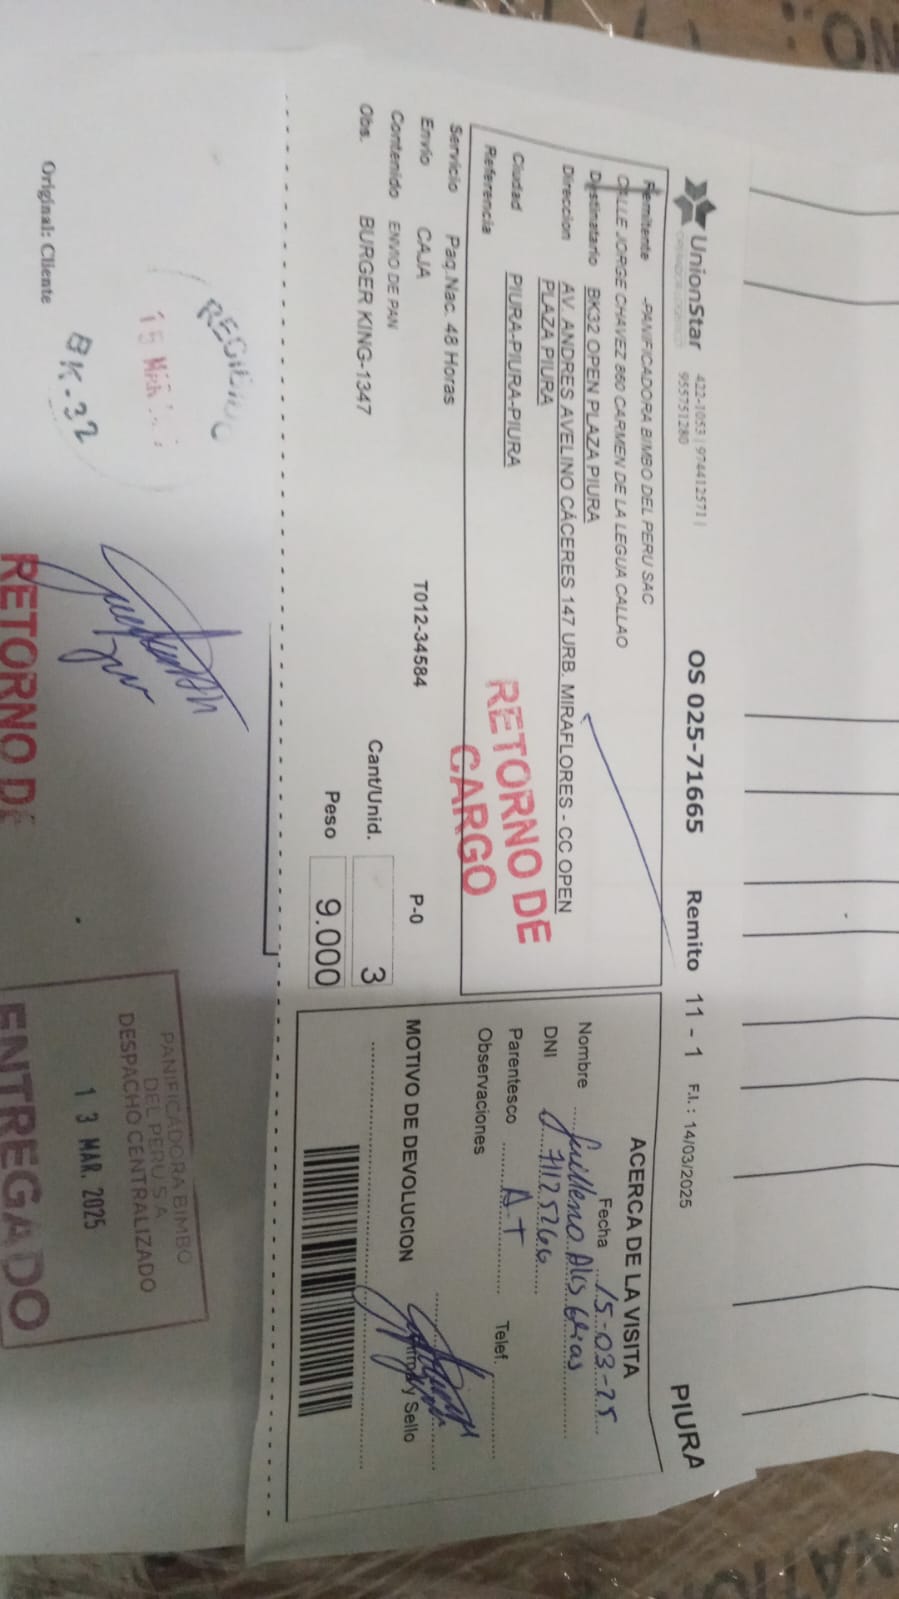 UnionStar 422-1053 | 974412571 |
955751280
OS 025-71665 Remito 11 - 1 F.I.: 14/03/2025 PIURA
Remitente -PANIFICADORA BIMBO DEL PERU SAC
CALLE JORGE CHAVEZ 860 CARMEN DE LA LEGUA CALLAO
Destinatario BK32 OPEN PLAZA PIURA
Direccion AV. ANDRES AVELINO CÁCERES 147 URB. MIRAFLORES - CC OPEN
PLAZA PIURA
Ciudad PIURA-PIURA-PIURA
Referencia
RETORNO DE
CARGO
Servicio Paq.Nac. 48 Horas
Envio CAJA T012-34584 P-0
Contenido ENVIO DE PAN
Cant/Unid. 3
Obs. BURGER KING-1347
Peso 9.000
ACERCA DE LA VISITA
Fecha 15-03-25
Nombre
DNI 71125266
Parentesco A.T Telef.
Observaciones
Firma y Sello
MOTIVO DE DEVOLUCION
RECIBIDO
15 MAR
BK-32
Original: Cliente
RETORNO DE
PANIFICADORA BIMBO
DEL PERU S A
DESPACHO CENTRALIZADO
13 MAR. 2025
ENTREGADO